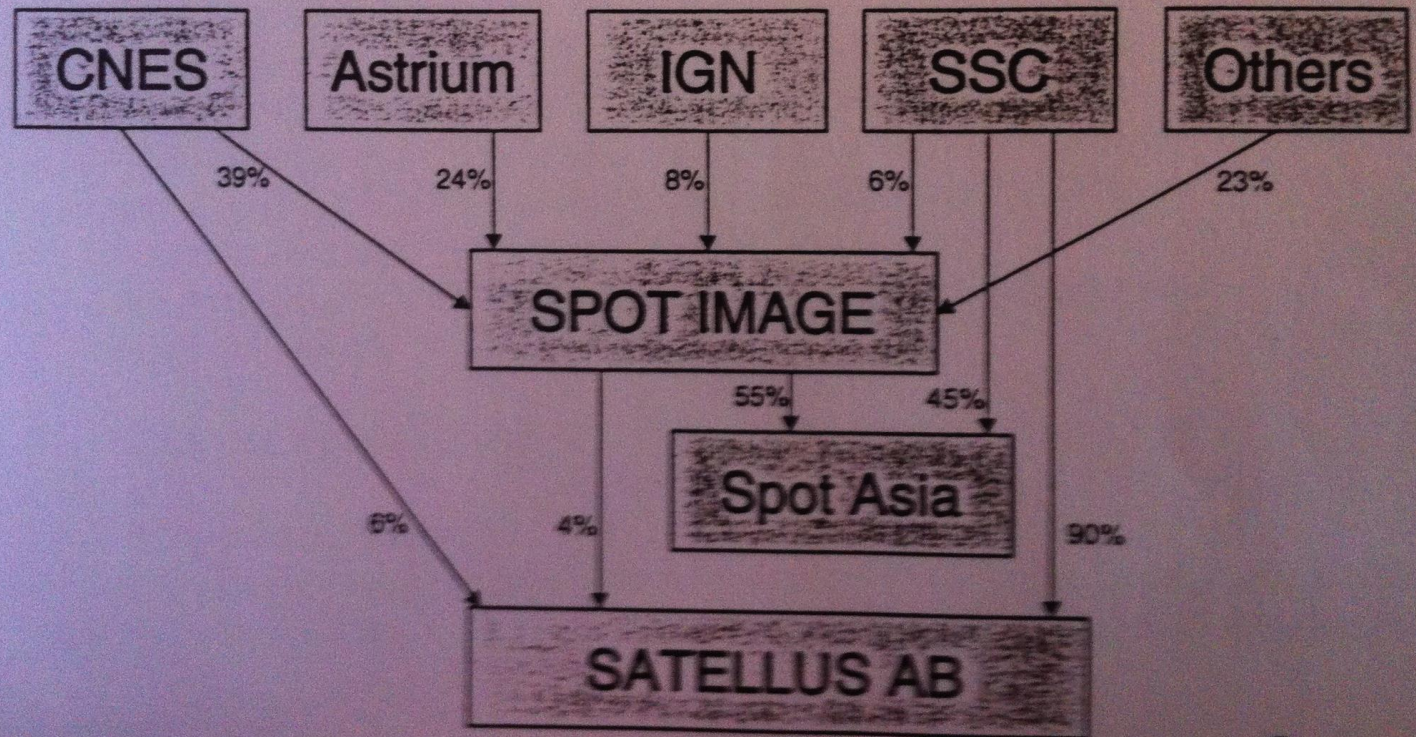 CNES Astrium IGN SSC Others
39% 24% 8% 6% 23%
SPOT IMAGE
55% 45%
Spot Asia
6% 4% 90%
SATELLUS AB